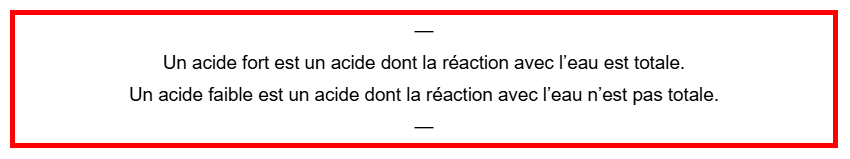 —
Un acide fort est un acide dont la réaction avec l’eau est totale.
Un acide faible est un acide dont la réaction avec l’eau n’est pas totale.
—